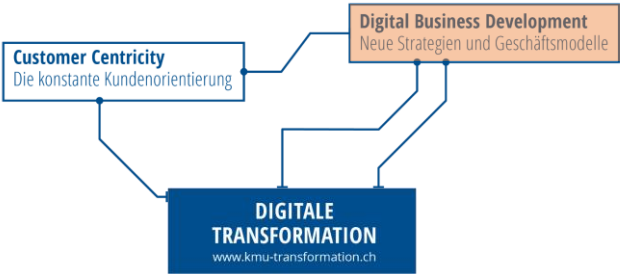 Digital Business Development
Neue Strategien und Geschäftsmodelle
Customer Centricity
Die konstante Kundenorientierung
DIGITALE
TRANSFORMATION
www.kmu-transformation.ch